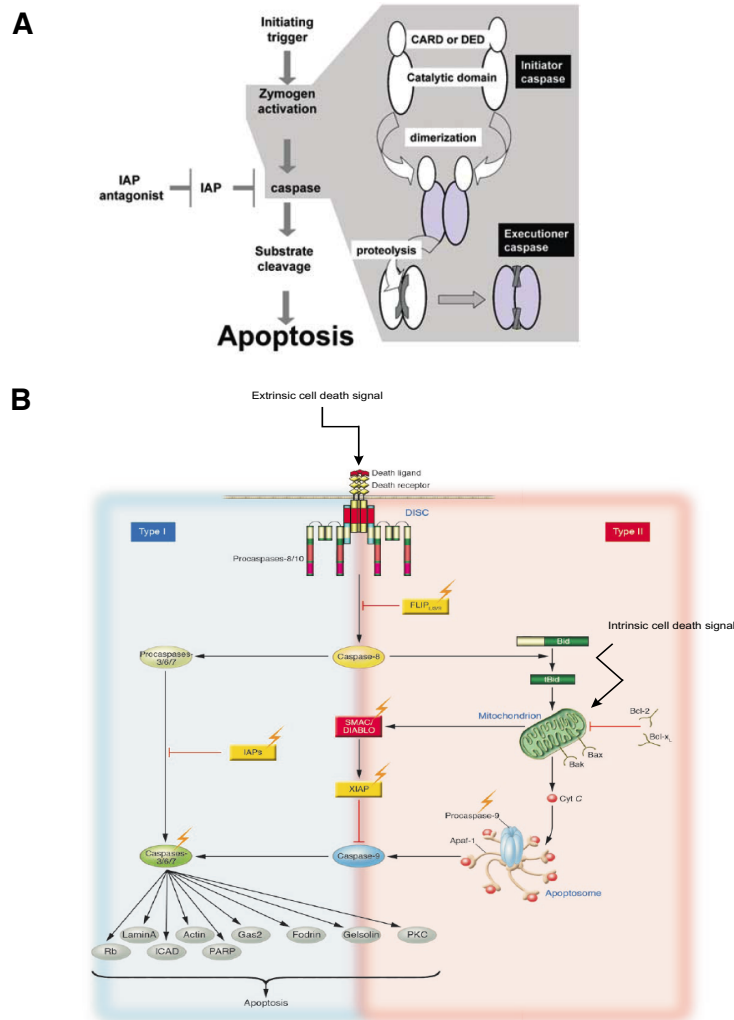 A
Initiating
trigger
Zymogen
activation
IAP
antagonist
IAP
caspase
Substrate
cleavage
Apoptosis
CARD or DED
Catalytic domain
Initiator
caspase
dimerization
proteolysis
Executioner
caspase
B
Extrinsic cell death signal
Death ligand
Death receptor
DISC
Type I
Type II
Procaspases-8/10
FLIP
Intrinsic cell death signal
Bid
Procaspases-
3/6/7
Caspase-8
tBid
SMAC/
DIABLO
Mitochondrion
Bcl-2
Bcl-xL
Bax
Bak
IAPs
XIAP
Cyt C
Procaspase-9
Apaf-1
Caspases-
3/6/7
Caspase-9
Apoptosome
LaminA
Actin
Gas2
Fodrin
Gelsolin
PKC
Rb
ICAD
PARP
Apoptosis